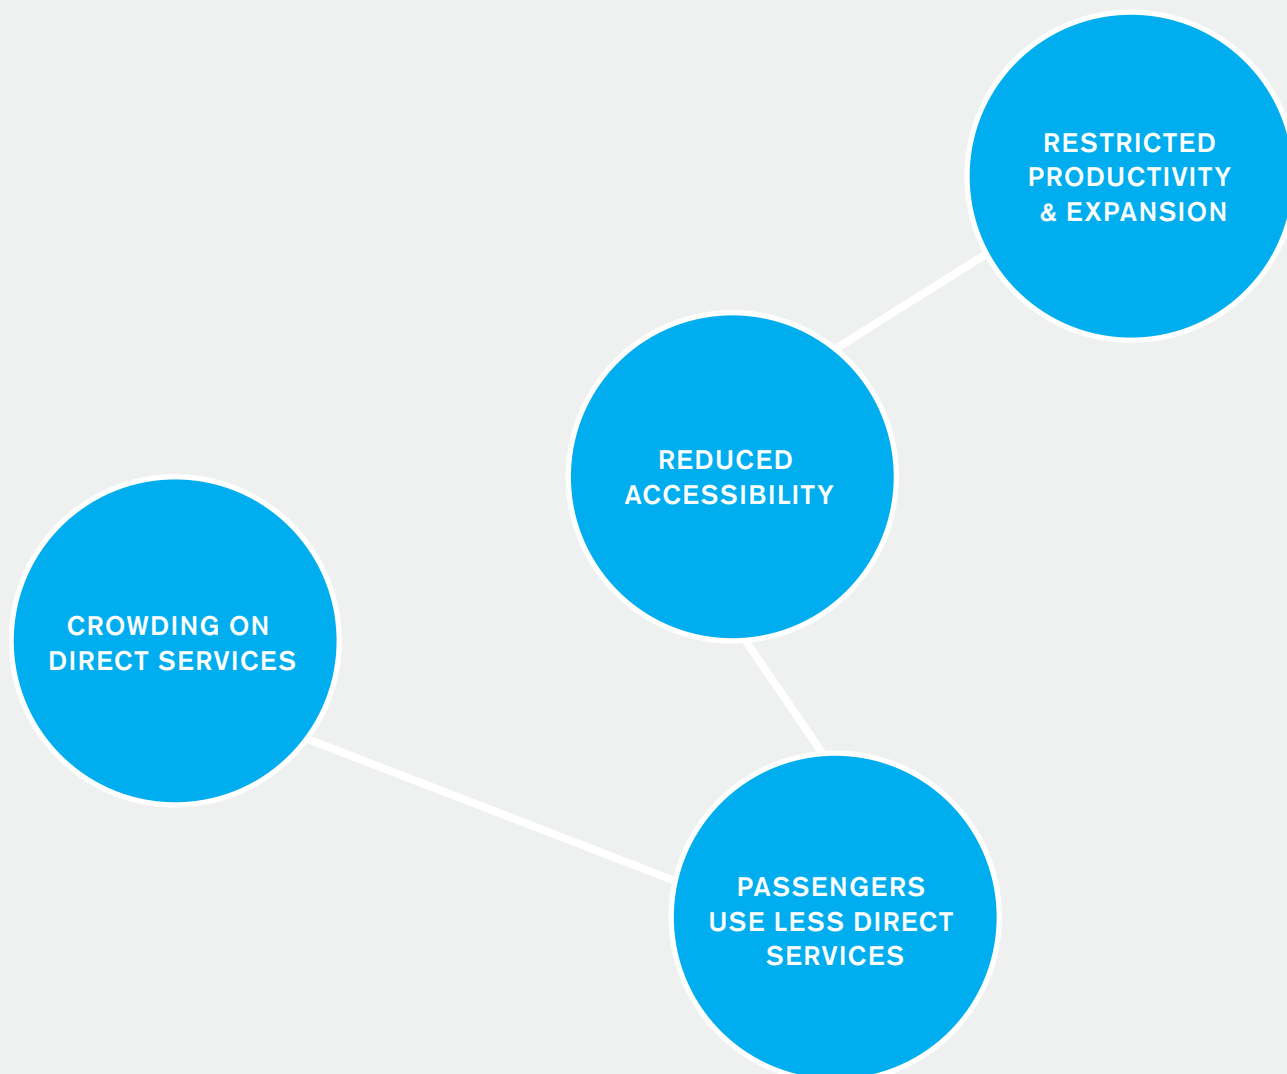 RESTRICTED
PRODUCTIVITY
& EXPANSION
REDUCED
ACCESSIBILITY
CROWDING ON
DIRECT SERVICES
PASSENGERS
USE LESS DIRECT
SERVICES